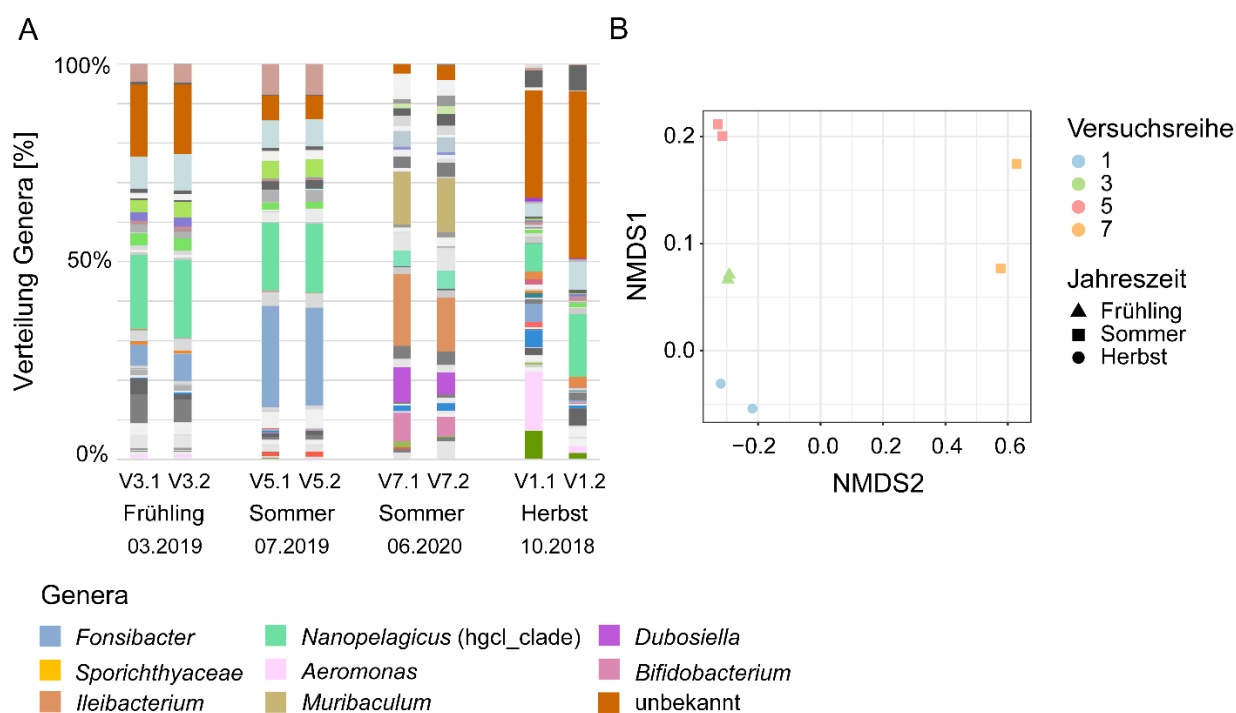 A
B
Verteilung Genera [%]
100%
50%
0%
V3.1 V3.2 V5.1 V5.2 V7.1 V7.2 V1.1 V1.2
Frühling Sommer Sommer Herbst
03.2019 07.2019 06.2020 10.2018
NMDS1
0.2
0.1
0.0
−0.2 0.0 0.2 0.4 0.6
NMDS2
Versuchsreihe
1
3
5
7
Jahreszeit
Frühling
Sommer
Herbst
Genera
Fonsibacter Nanopelagicus (hgcl_clade) Dubosiella
Sporichthyaceae Aeromonas Bifidobacterium
Ileibacterium Muribaculum unbekannt